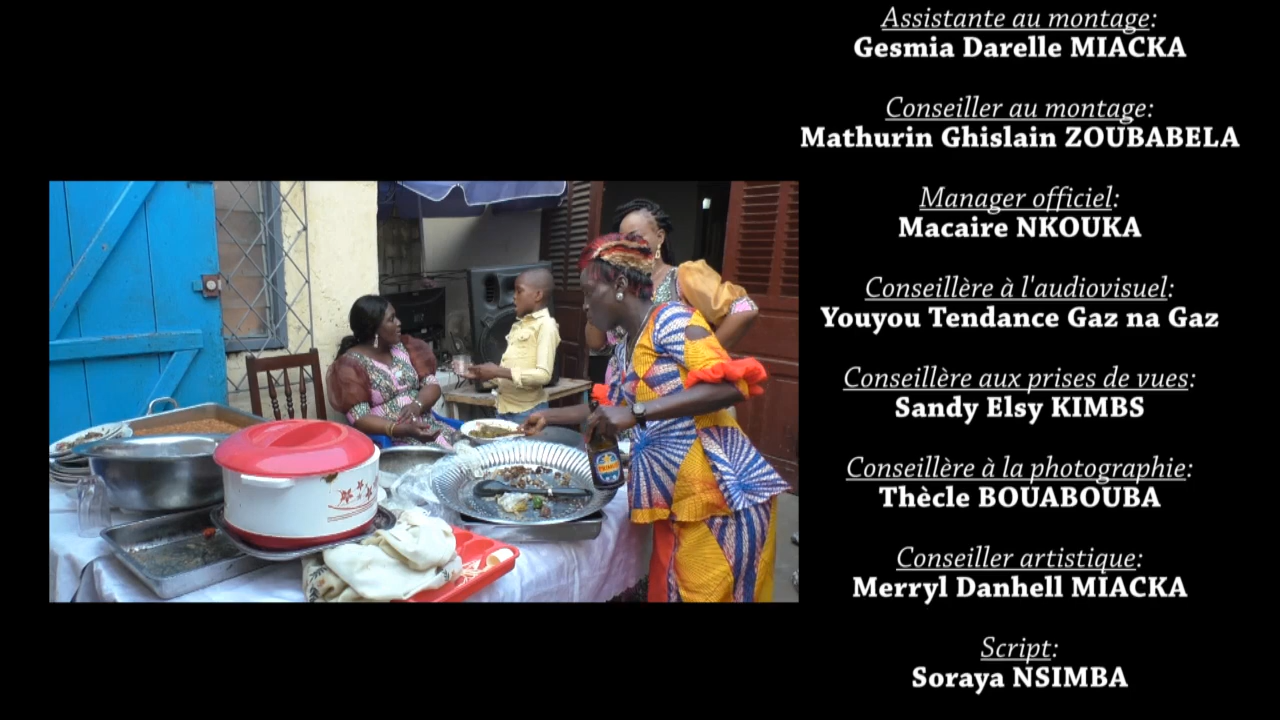 Assistante au montage:
Gesmia Darelle MIACKA
Conseiller au montage:
Mathurin Ghislain ZOUBABELA
Manager officiel:
Macaire NKOUKA
Conseillère à l'audiovisuel:
Youyou Tendance Gaz na Gaz
Conseillère aux prises de vues:
Sandy Elsy KIMBS
Conseillère à la photographie:
Thècle BOUABOUBA
Conseiller artistique:
Merryl Danhell MIACKA
Script:
Soraya NSIMBA
PRIMUS